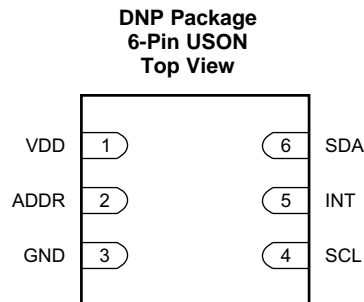 DNP Package
6-Pin USON
Top View
VDD 1 6 SDA
ADDR 2 5 INT
GND 3 4 SCL